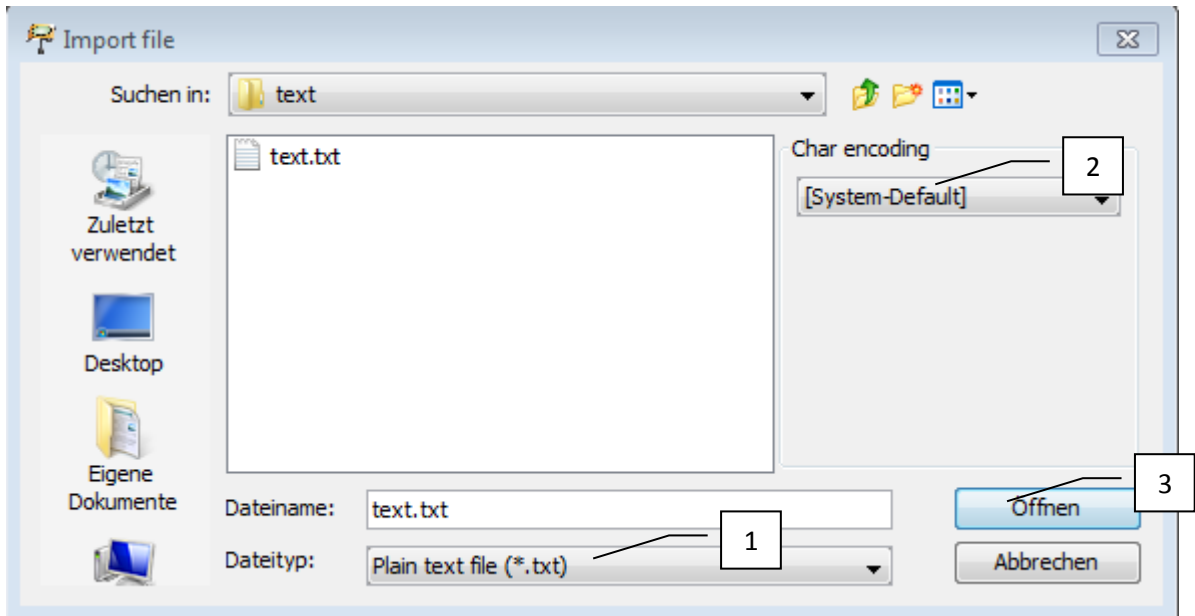 Import file
Suchen in:
text
text.txt
Char encoding
2
[System-Default]
Zuletzt
verwendet
Desktop
Eigene
Dokumente
Dateiname:
text.txt
3
Öffnen
1
Dateityp:
Plain text file (*.txt)
Abbrechen